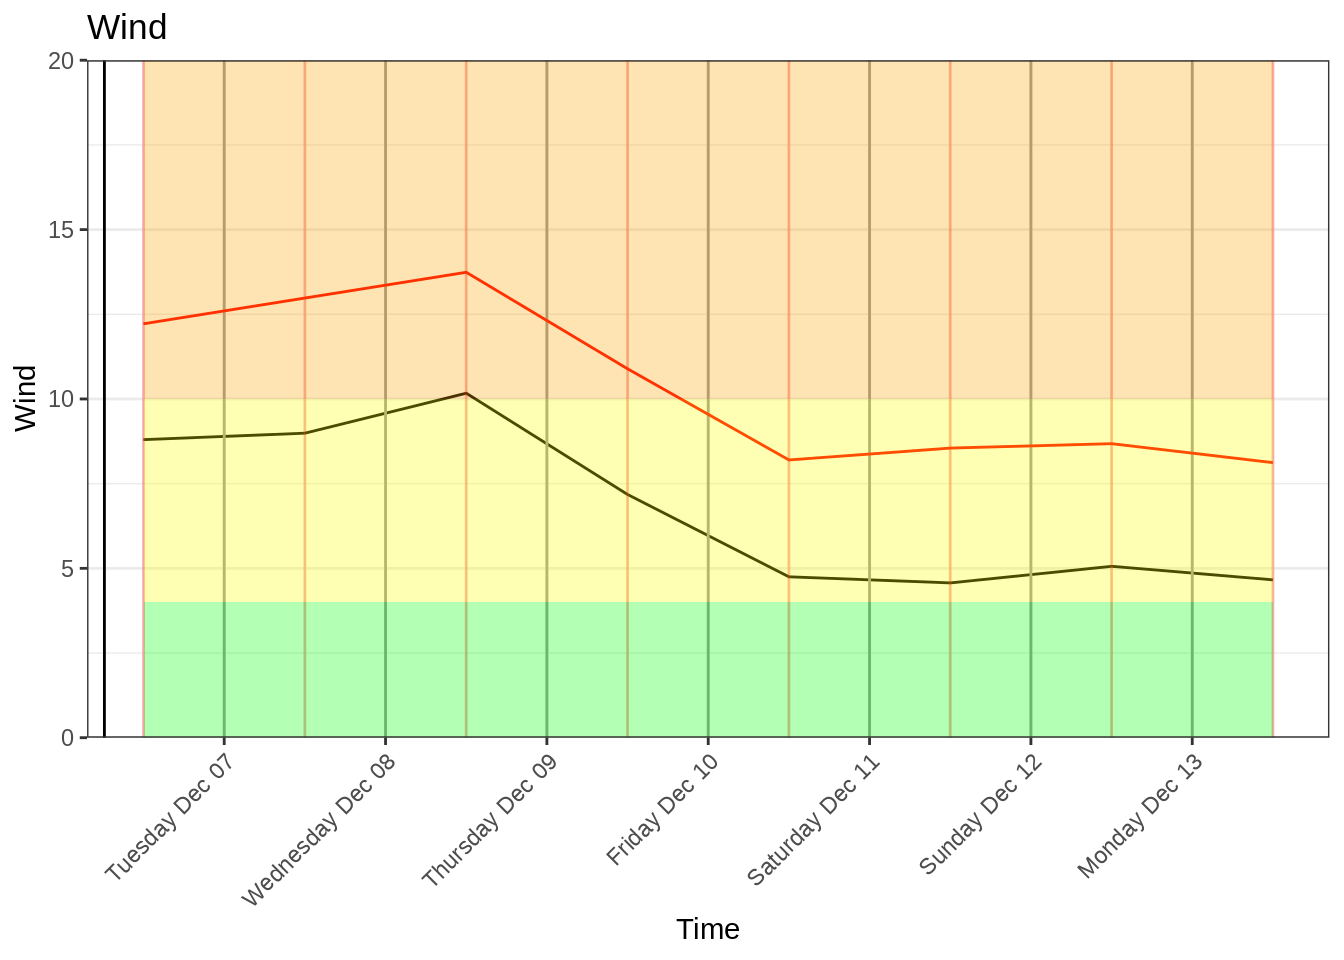 Wind
20
15
10
5
0
Wind
Tuesday Dec 07
Wednesday Dec 08
Thursday Dec 09
Friday Dec 10
Saturday Dec 11
Sunday Dec 12
Monday Dec 13
Time